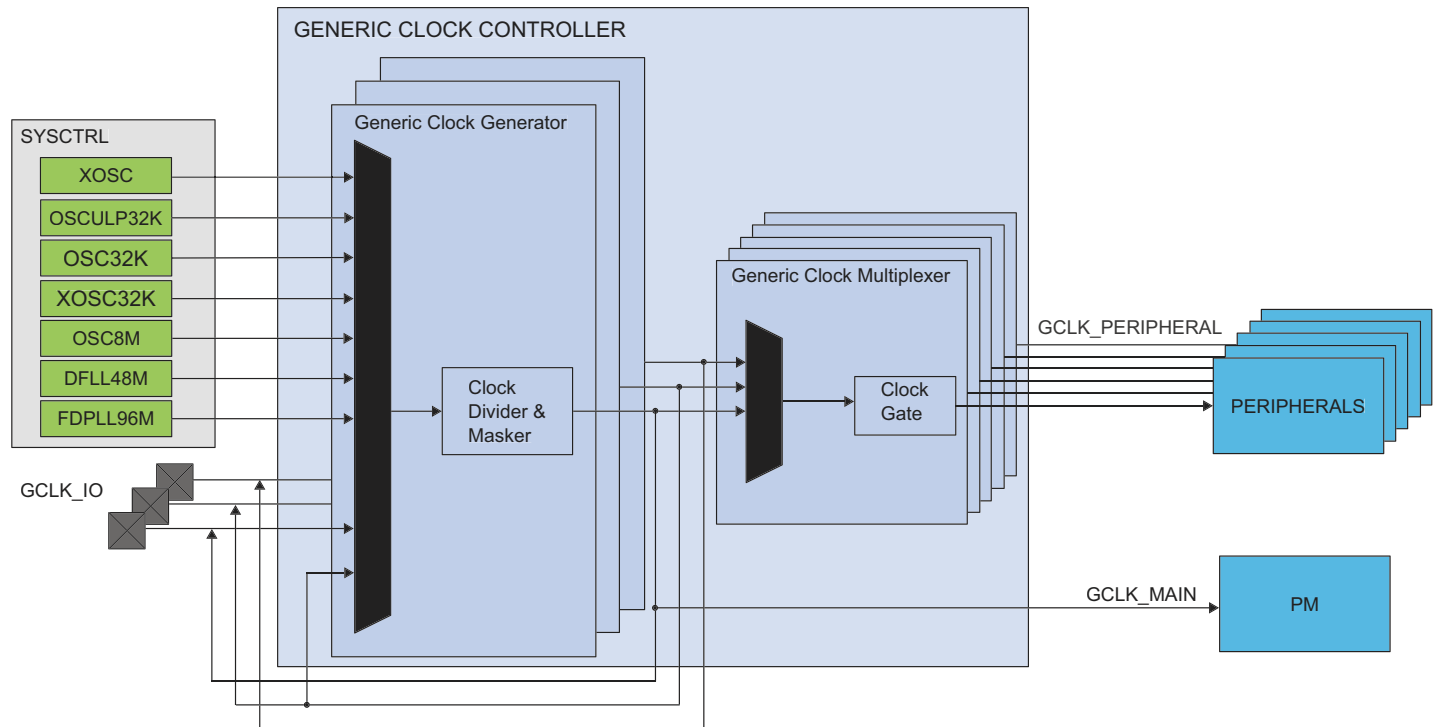 GENERIC CLOCK CONTROLLER
Generic Clock Generator
SYSCTRL
XOSC
OSCULP32K
OSC32K
XOSC32K
OSC8M
DFLL48M
FDPLL96M
GCLK_IO
Clock
Divider &
Masker
Generic Clock Multiplexer
Clock
Gate
GCLK_PERIPHERAL
PERIPHERALS
GCLK_MAIN
PM